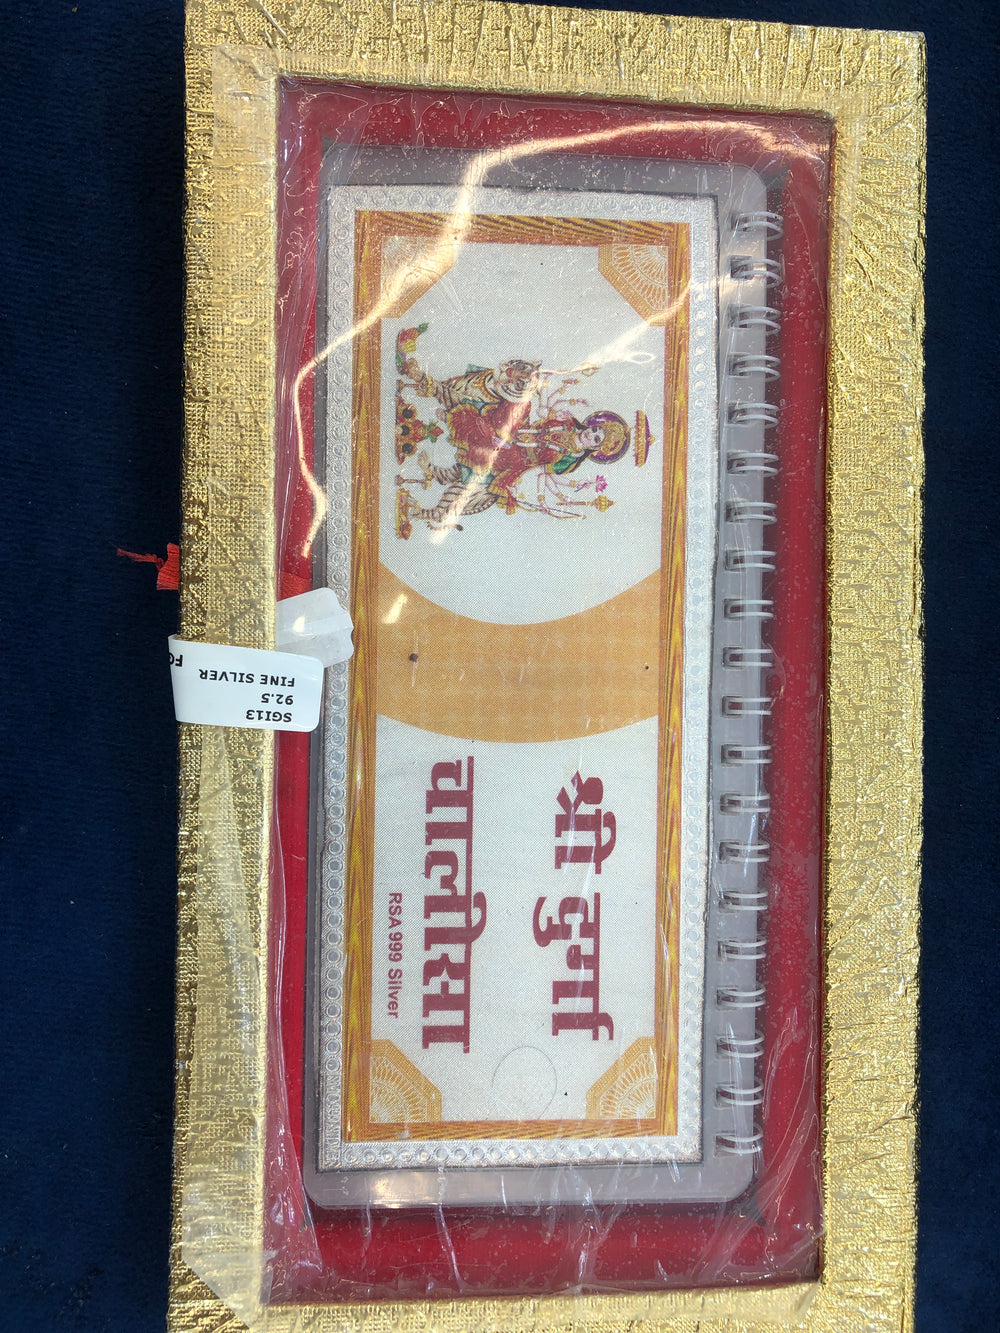 श्री दुर्गा
चालीसा
RSA 999 Silver
SGI13
92.5
FINE SILVER